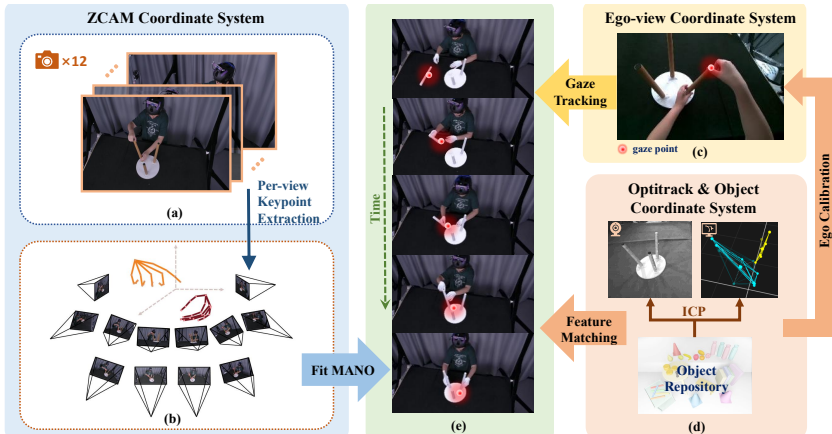 ZCAM Coordinate System
×12
(a)
Per-view
Keypoint
Extraction
(b)
Fit MANO
Time
(e)
Ego-view Coordinate System
Gaze
Tracking
gaze point
(c)
Optitrack & Object
Coordinate System
ICP
Feature
Matching
Object
Repository
(d)
Ego Calibration